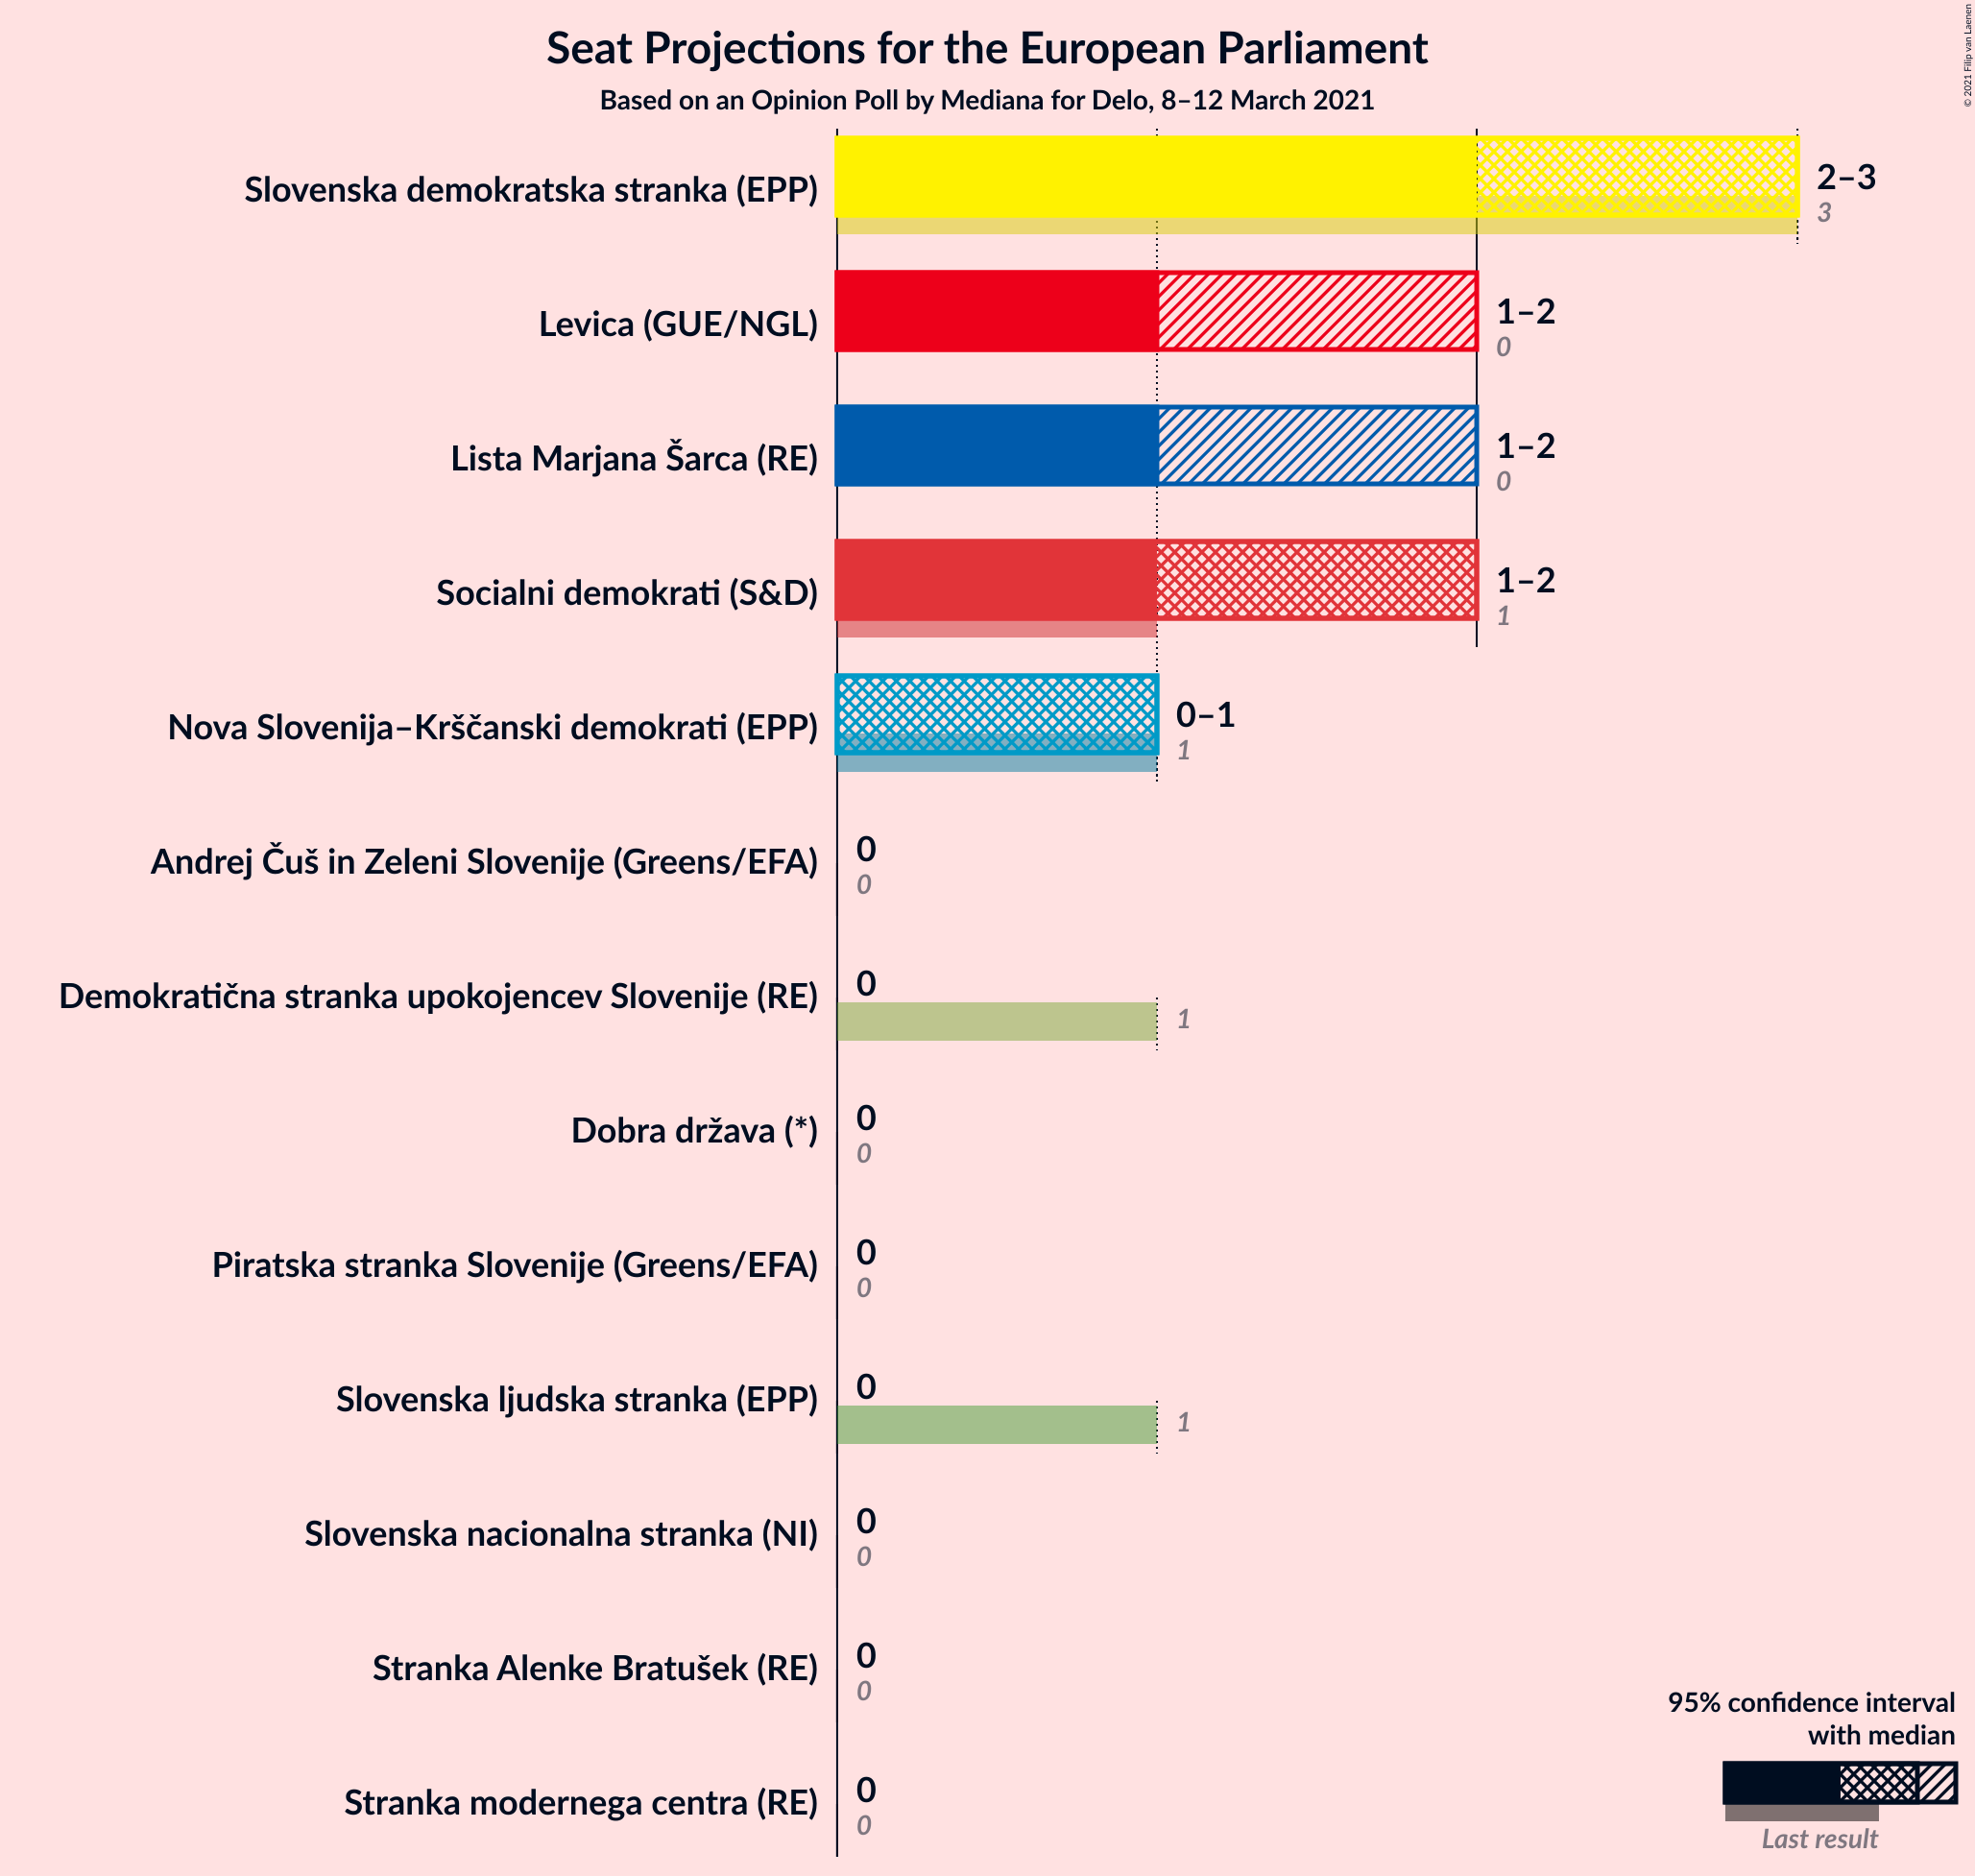 Seat Projections for the European Parliament
Based on an Opinion Poll by Mediana for Delo, 8–12 March 2021
© 2021 Filip van Laenen
Slovenska demokratska stranka (EPP)
2–3
3
Levica (GUE/NGL)
1–2
0
Lista Marjana Šarca (RE)
1–2
0
Socialni demokrati (S&D)
1–2
1
Nova Slovenija–Krščanski demokrati (EPP)
0–1
1
Andrej Čuš in Zeleni Slovenije (Greens/EFA)
0
0
Demokratična stranka upokojencev Slovenije (RE)
0
1
Dobra država (*)
0
0
Piratska stranka Slovenije (Greens/EFA)
0
0
Slovenska ljudska stranka (EPP)
0
1
Slovenska nacionalna stranka (NI)
0
0
Stranka Alenke Bratušek (RE)
0
0
Stranka modernega centra (RE)
0
0
95% confidence interval
with median
Last result